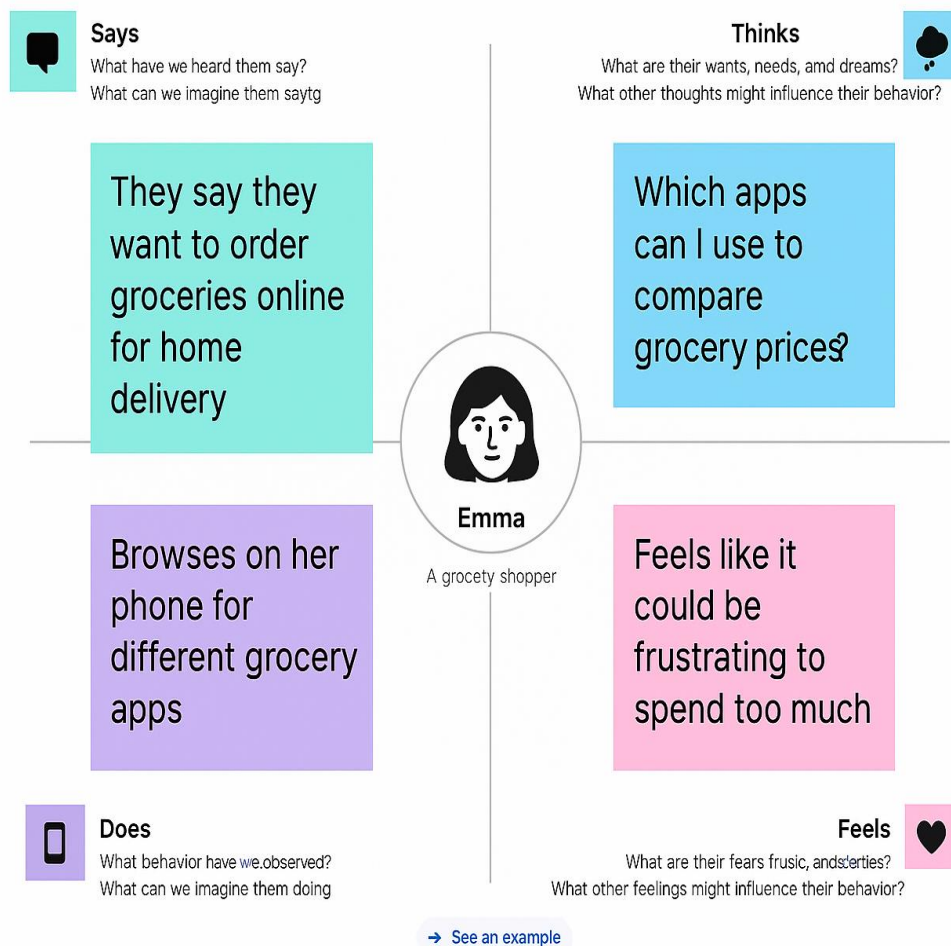 Says
What have we heard them say?
What can we imagine them saytg
Thinks
What are their wants, needs, amd dreams?
What other thoughts might influence their behavior?
They say they
want to order
groceries online
for home
delivery
Which apps
can I use to
compare
grocery prices?
Emma
A grocety shopper
Browses on her
phone for
different grocery
apps
Feels like it
could be
frustrating to
spend too much
Does
What behavior have we.observed?
What can we imagine them doing
Feels
What are their fears frusic,
What other feelings might influence their behavior?
→ See an example